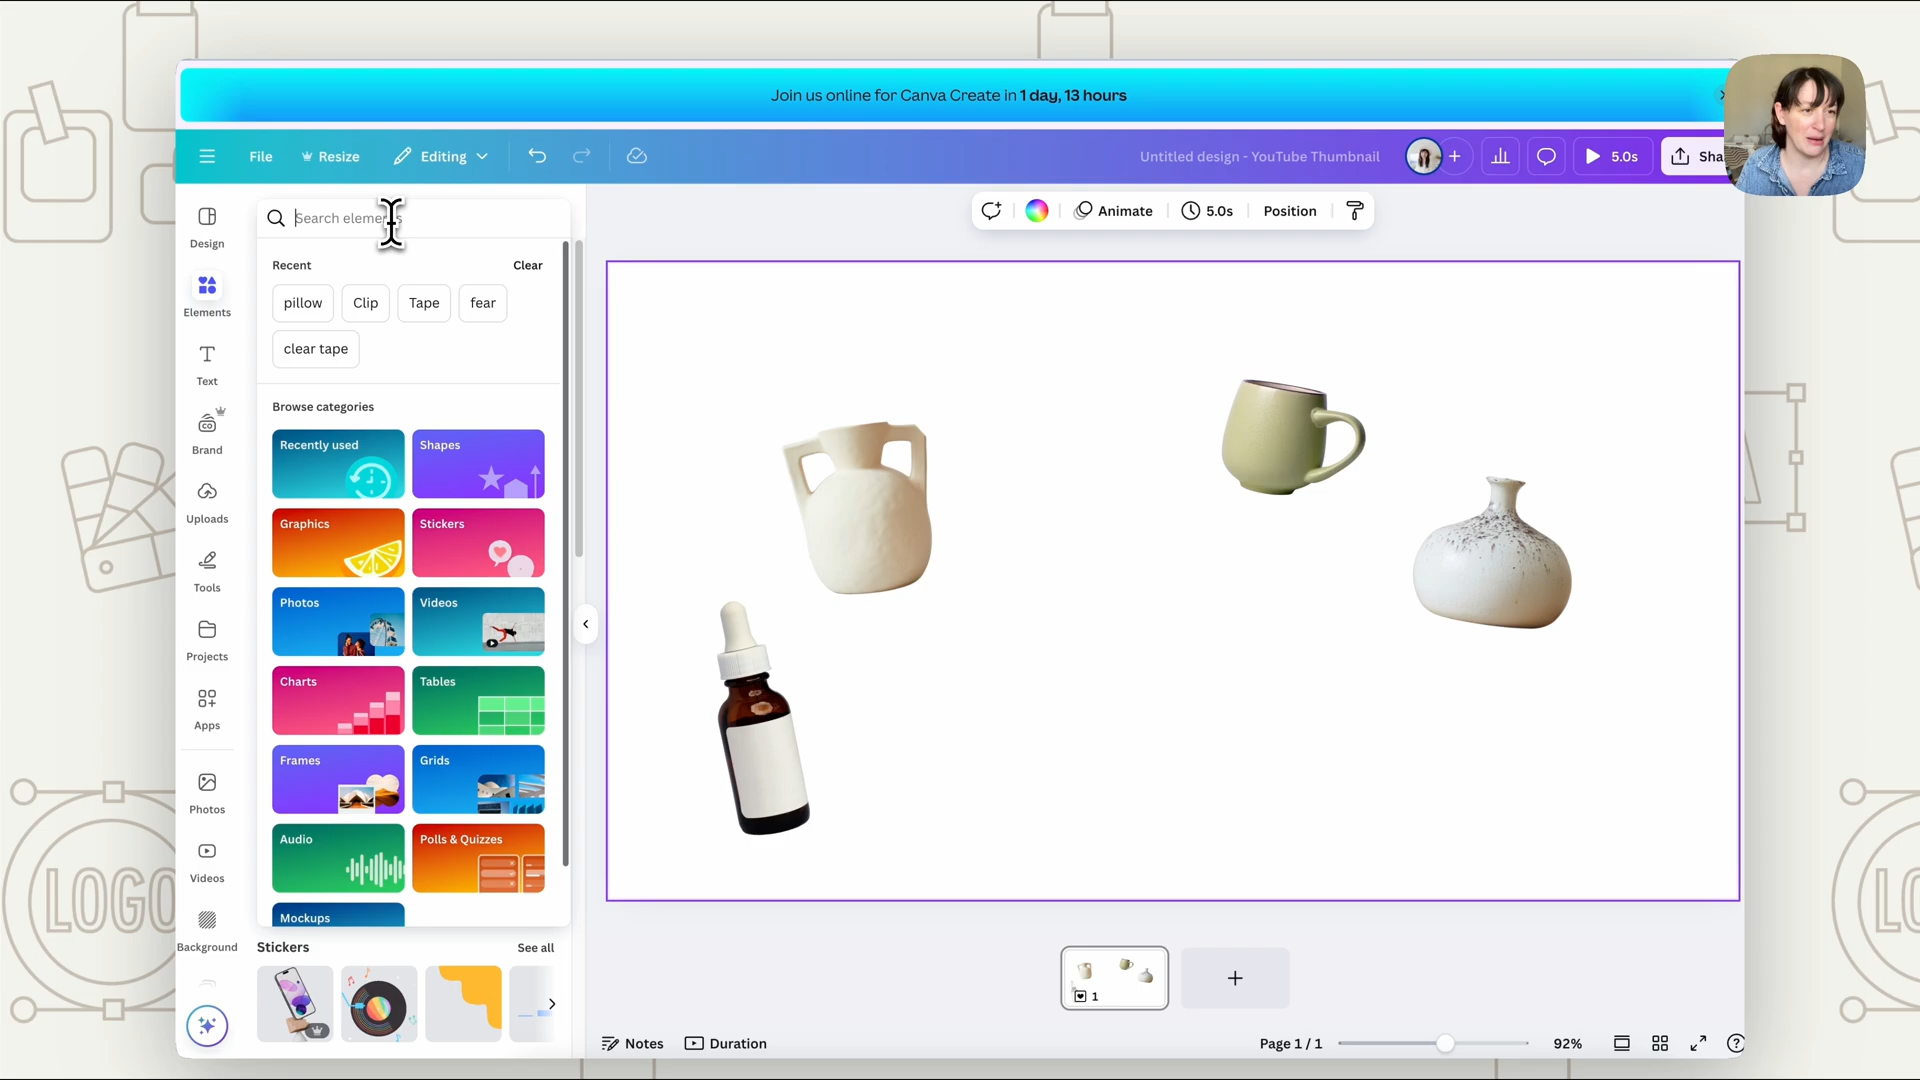 Join us online for Canva Create in 1 day, 13 hours
File
Resize
Editing
Untitled design - YouTube Thumbnail
5.0s
Sha
Design
Elements
Text
Brand
Uploads
Tools
Projects
Apps
Photos
Videos
Background
Search elements
Recent
Clear
pillow
Clip
Tape
fear
clear tape
Browse categories
Recently used
Shapes
Graphics
Stickers
Photos
Videos
Charts
Tables
Frames
Grids
Audio
Polls & Quizzes
Mockups
Stickers
See all
Animate
5.0s
Position
1
Notes
Duration
Page 1 / 1
92%
LOGO